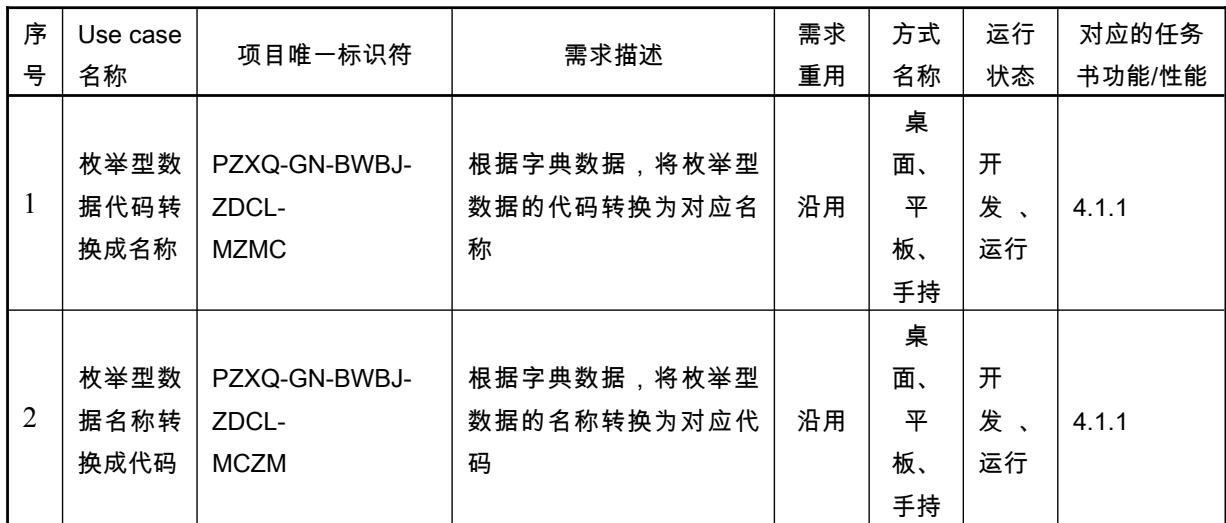 序号
Use case名称
项目唯一标识符
需求描述
需求重用
方式名称
运行状态
对应的任务书功能/性能
1
枚举型数
据代码转
换成名称
PZXQ-GN-BWBJ-
ZDCL-
MZMC
根据字典数据，将枚举型
数据的代码转换为对应名
称
沿用
桌
面、
平
板、
手持
开
发、
运行
4.1.1
2
枚举型数
据名称转
换成代码
PZXQ-GN-BWBJ-
ZDCL-
MCZM
根据字典数据，将枚举型
数据的名称转换为对应代
码
沿用
桌
面、
平
板、
手持
开
发、
运行
4.1.1